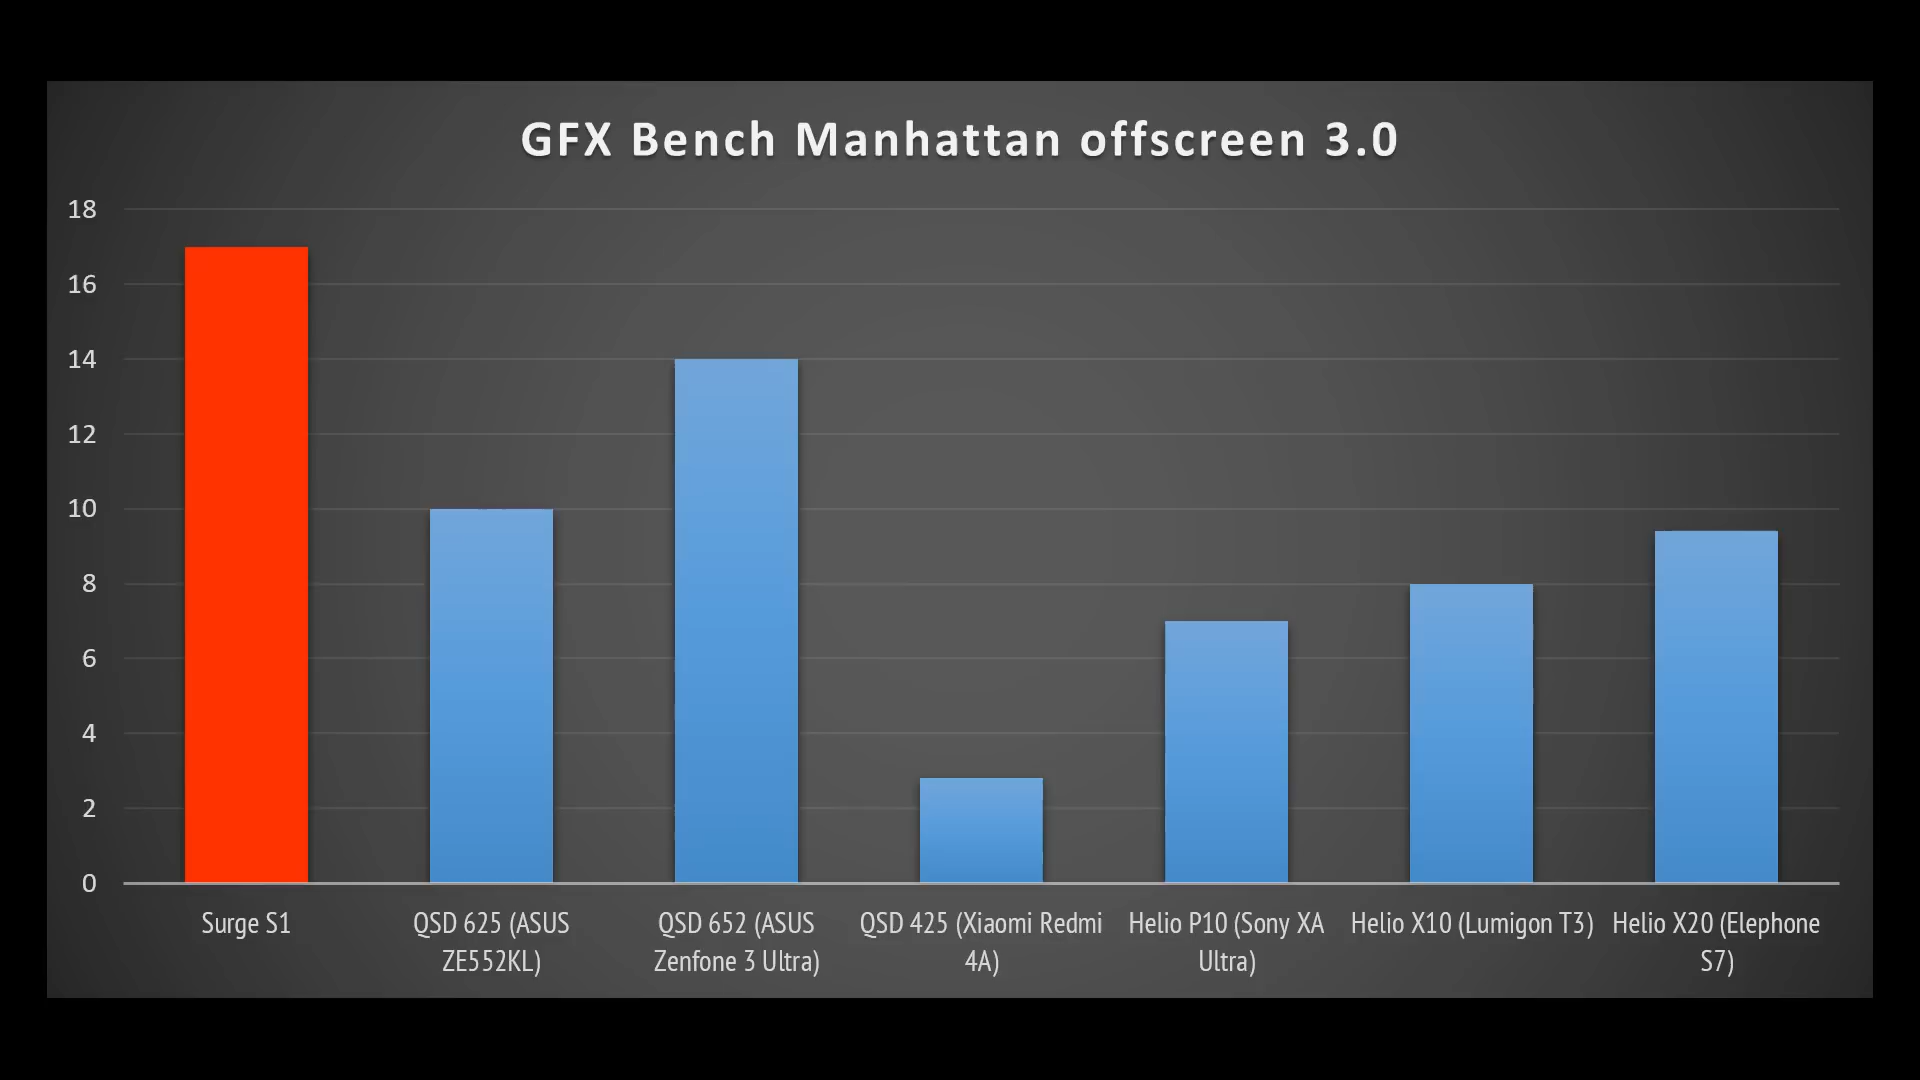 GFX Bench Manhattan offscreen 3.0
18
16
14
12
10
8
6
4
2
0
Surge S1
QSD 625 (ASUS
ZE552KL)
QSD 652 (ASUS
Zenfone 3 Ultra)
QSD 425 (Xiaomi Redmi
4A)
Helio P10 (Sony XA
Ultra)
Helio X10 (Lumigon T3)
Helio X20 (Elephone
S7)